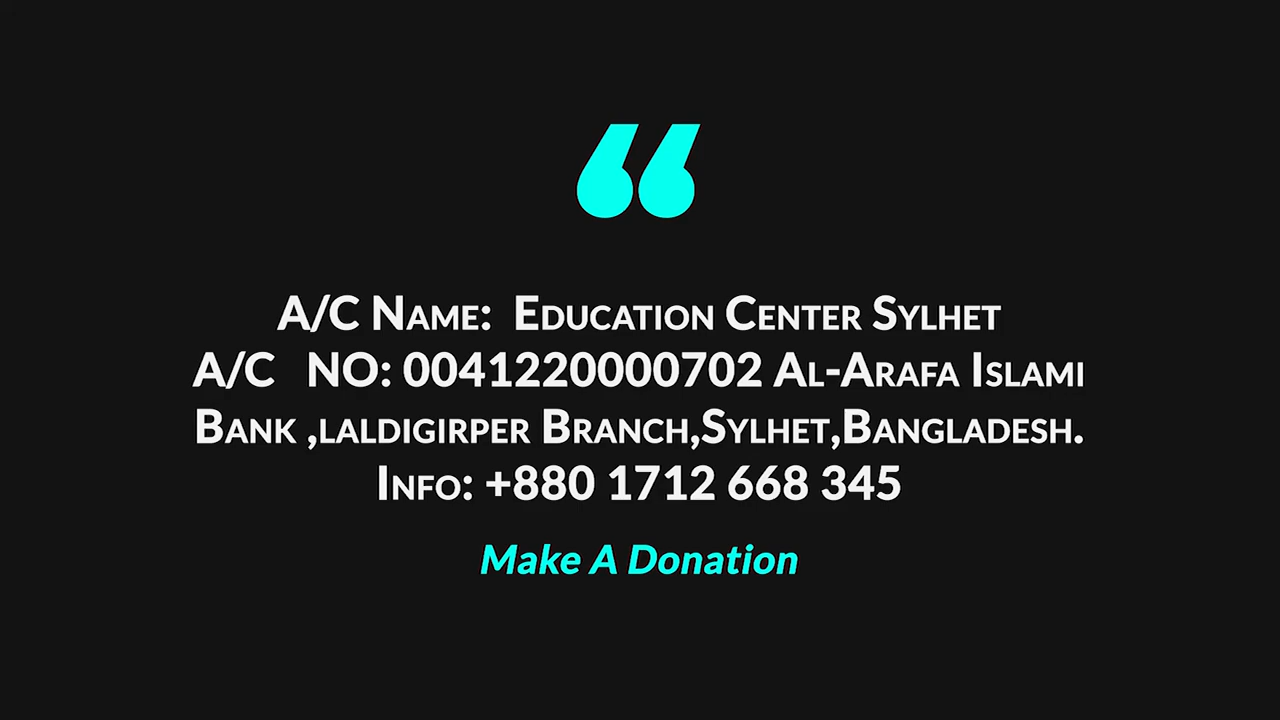 “
A/C Name: Education Center Sylhet
A/C NO: 0041220000702 Al-Arafa Islami
Bank ,laldigirper Branch,Sylhet,Bangladesh.
Info: +880 1712 668 345
Make A Donation